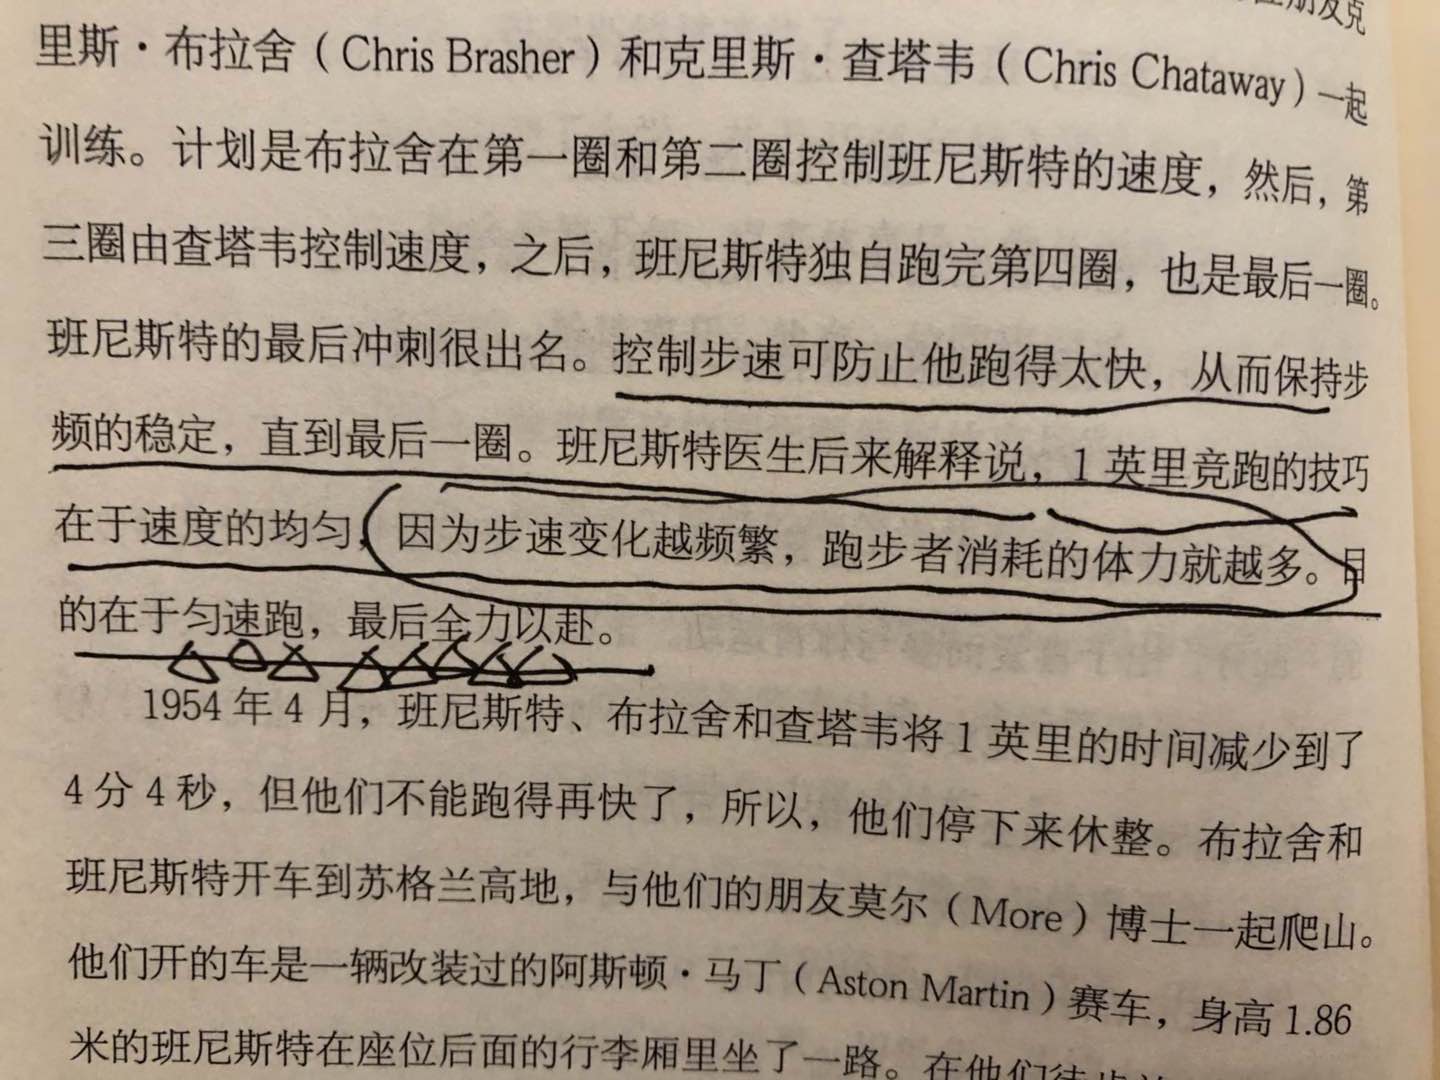 朋友克
里斯·布拉舍（Chris Brasher）和克里斯·查塔韦（Chris Chataway）一起
训练。计划是布拉舍在第一圈和第二圈控制班尼斯特的速度，然后，第
三圈由查塔韦控制速度，之后，班尼斯特独自跑完第四圈，也是最后一圈。
班尼斯特的最后冲刺很出名。控制步速可防止他跑得太快，从而保持步
频的稳定，直到最后一圈。班尼斯特医生后来解释说，1 英里竞跑的技巧
在于速度的均匀，因为步速变化越频繁，跑步者消耗的体力就越多。目
的在于匀速跑，最后全力以赴。
1954 年 4 月，班尼斯特、布拉舍和查塔韦将 1 英里的时间减少到了
4 分 4 秒，但他们不能跑得再快了，所以，他们停下来休整。布拉舍和
班尼斯特开车到苏格兰高地，与他们的朋友莫尔（More）博士一起爬山。
他们开的车是一辆改装过的阿斯顿·马丁（Aston Martin）赛车，身高 1.86
米的班尼斯特在座位后面的行李厢里坐了一路。在他们徒步